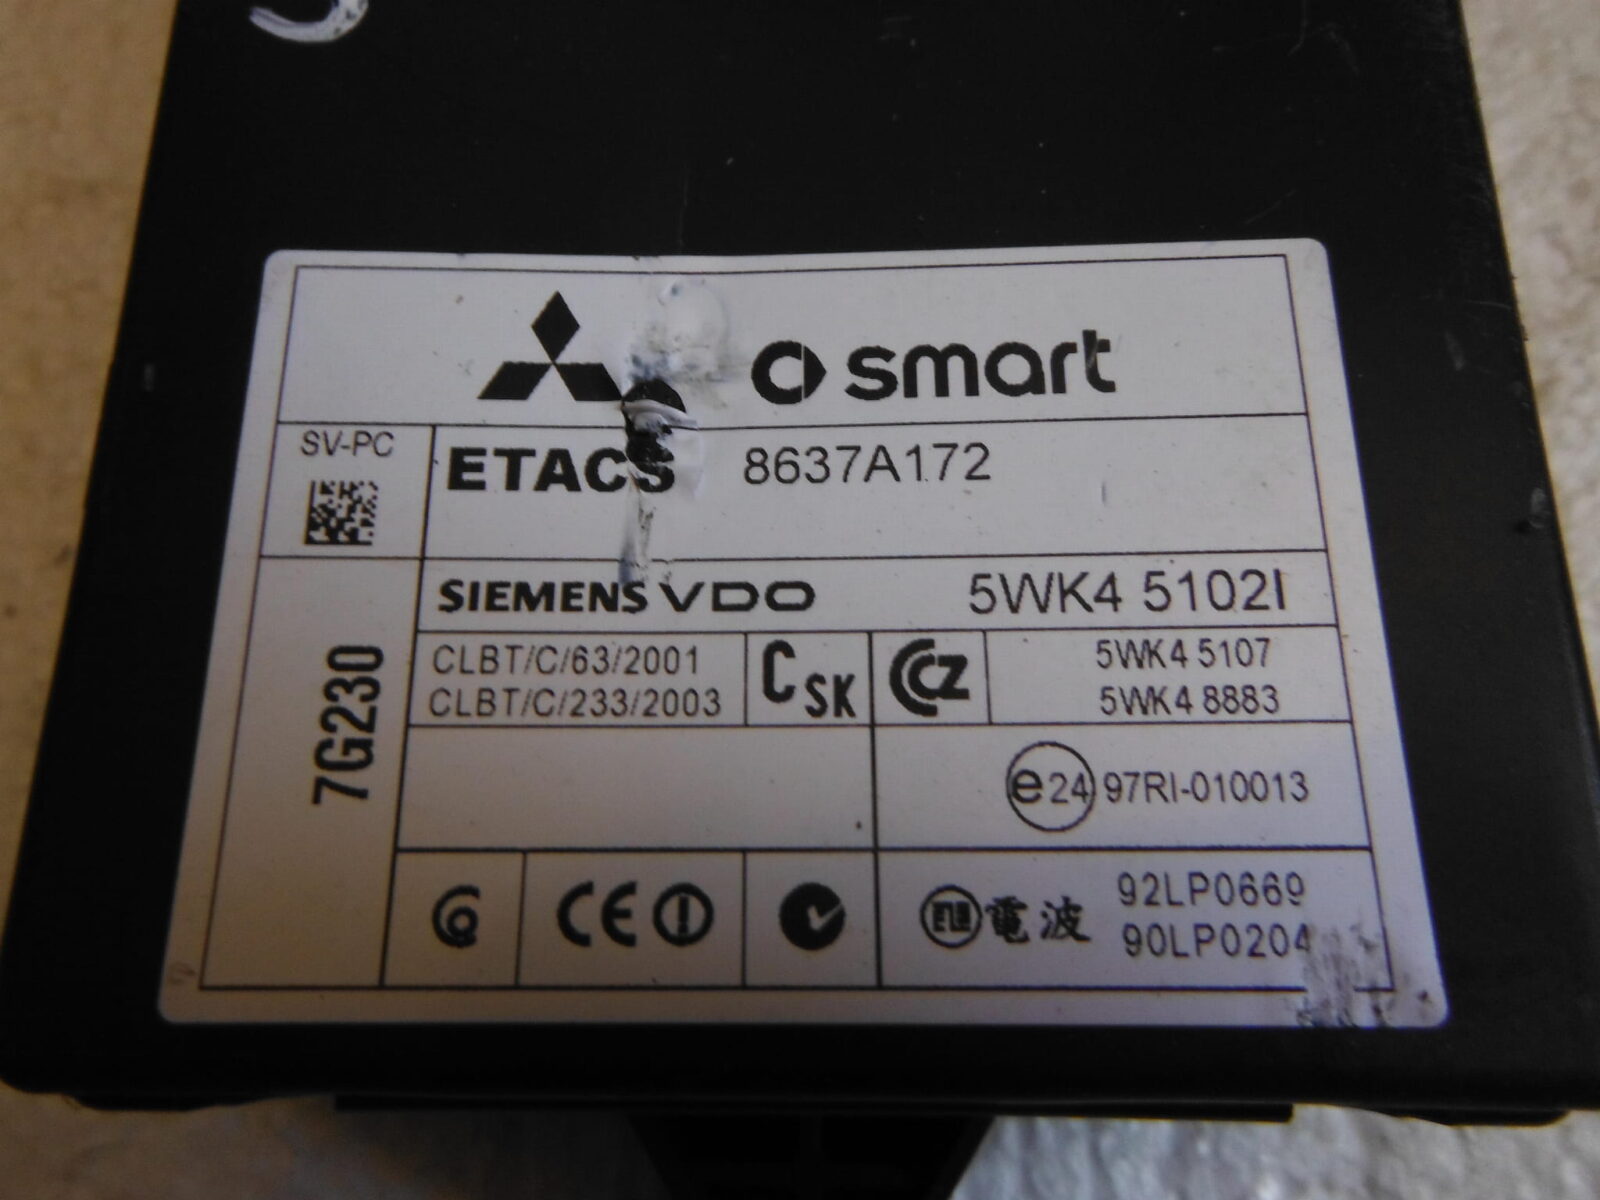 smart
SV-PC
ETACS 8637A172
SIEMENS VDO 5WK4 5102I
7G230
CLBT/C/63/2001
CLBT/C/233/2003
CSK
5WK4 5107
5WK4 8883
e24 97RI-010013
CE
電波 92LP0669
90LP0204